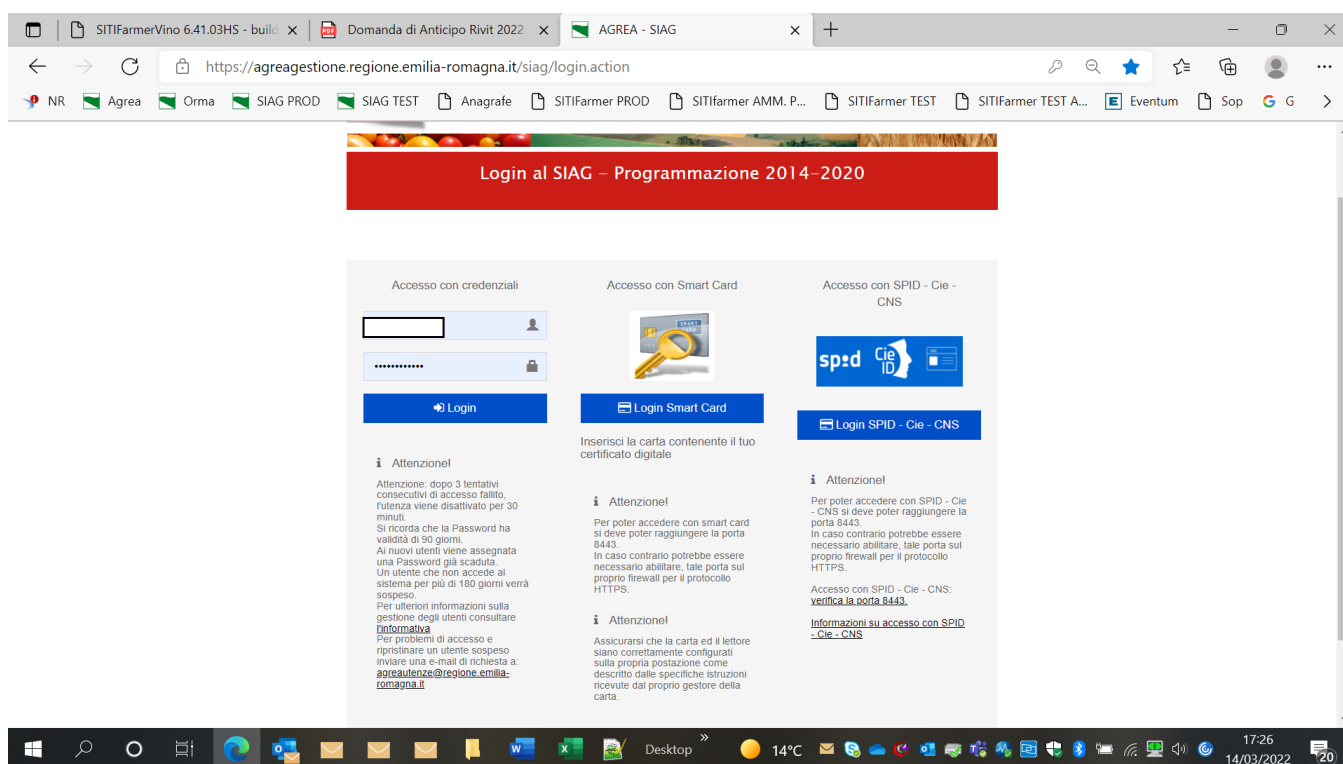 SITIFarmerVino 6.41.03HS - build
PDF
Domanda di Anticipo Rivit 2022
AGREA - SIAG
https://agreagestione.regione.emilia-romagna.it/siag/login.action
NR
Agrea
Orma
SIAG PROD
SIAG TEST
Anagrafe
SITIFarmer PROD
SITIfarmer AMM. P...
SITIFarmer TEST
SITIFarmer TEST A...
Eventum
Sop
G
Login al SIAG - Programmazione 2014-2020
Accesso con credenziali
••••••••••••
Login
Attenzione!
Attenzione: dopo 3 tentativi
consecutivi di accesso fallito,
l'utenza viene disattivato per 30
minuti.
Si ricorda che la Password ha
validità di 90 giorni.
Ai nuovi utenti viene assegnata
una Password già scaduta.
Un utente che non accede al
sistema per più di 180 giorni verrà
sospeso.
Per ulteriori informazioni sulla
gestione degli utenti consultare
l'informativa
Per problemi di accesso e
ripristinare un utente sospeso
inviare una e-mail di richiesta a:
agreautenze@regione.emilia-
romagna.it
Accesso con Smart Card
SMART
CARD
Login Smart Card
Inserisci la carta contenente il tuo
certificato digitale
Attenzione!
Per poter accedere con smart card
si deve poter raggiungere la porta
8443.
In caso contrario potrebbe essere
necessario abilitare, tale porta sul
proprio firewall per il protocollo
HTTPS.
Attenzione!
Assicurarsi che la carta ed il lettore
siano correttamente configurati
sulla propria postazione come
descritto dalle specifiche istruzioni
ricevute dal proprio gestore della
carta.
Accesso con SPID - Cie -
CNS
sp:d
Cie
ID
Login SPID - Cie - CNS
Attenzione!
Per poter accedere con SPID - Cie
- CNS si deve poter raggiungere la
porta 8443.
In caso contrario potrebbe essere
necessario abilitare, tale porta sul
proprio firewall per il protocollo
HTTPS.
Accesso con SPID - Cie - CNS:
verifica la porta 8443.
Informazioni su accesso con SPID
- Cie - CNS
Desktop
14°C
17:26
14/03/2022
20